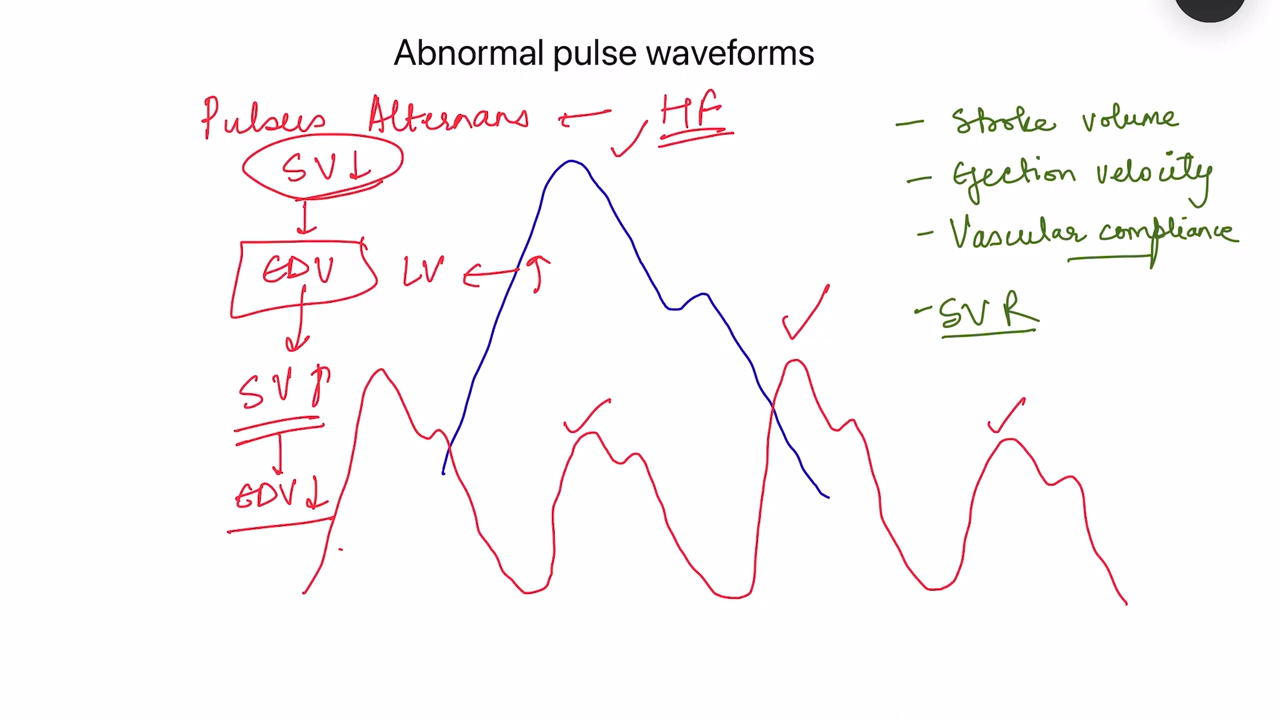 Abnormal pulse waveforms
Pulsus Alternans ← HF
SV↓
EDV LV ← ↑
SV↑
EDV↓
- Stroke volume
- Ejection velocity
- Vascular compliance
- SVR